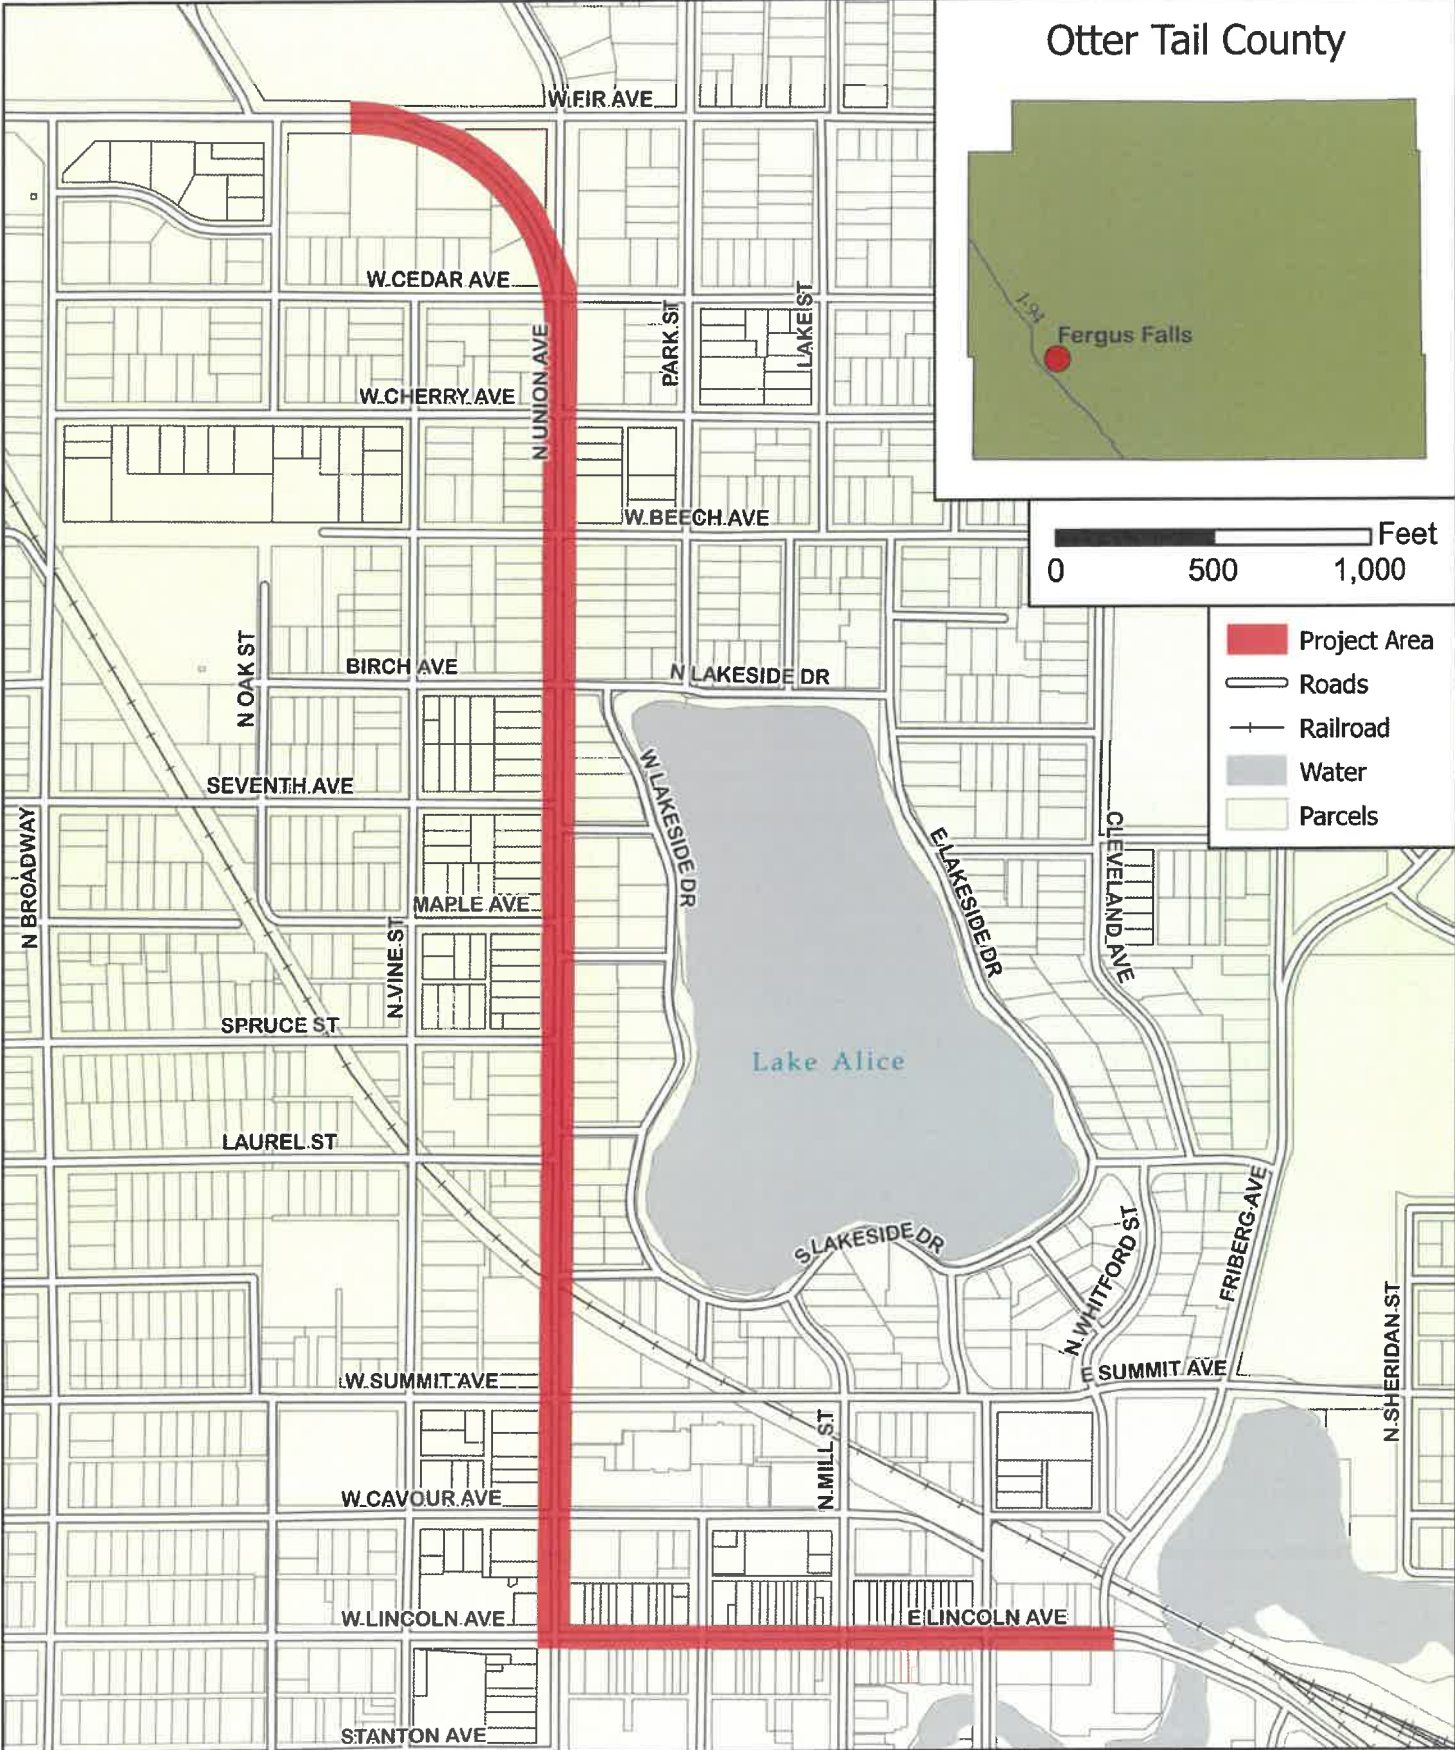 Otter Tail County
I-94
Fergus Falls
Feet
0 500 1,000
Project Area
Roads
Railroad
Water
Parcels
W FIR AVE
W CEDAR AVE
N UNION AVE
PARK ST
LAKE ST
W CHERRY AVE
W BEECH AVE
N OAK ST
BIRCH AVE
N LAKESIDE DR
W LAKESIDE DR
SEVENTH AVE
N BROADWAY
E LAKESIDE DR
CLEVELAND AVE
MAPLE AVE
N VINE ST
SPRUCE ST
Lake Alice
LAUREL ST
S LAKESIDE DR
N WHITFORD ST
FRIBERG AVE
N SHERIDAN ST
W SUMMIT AVE
E SUMMIT AVE
N MILL ST
W CAVOUR AVE
W LINCOLN AVE
E LINCOLN AVE
STANTON AVE